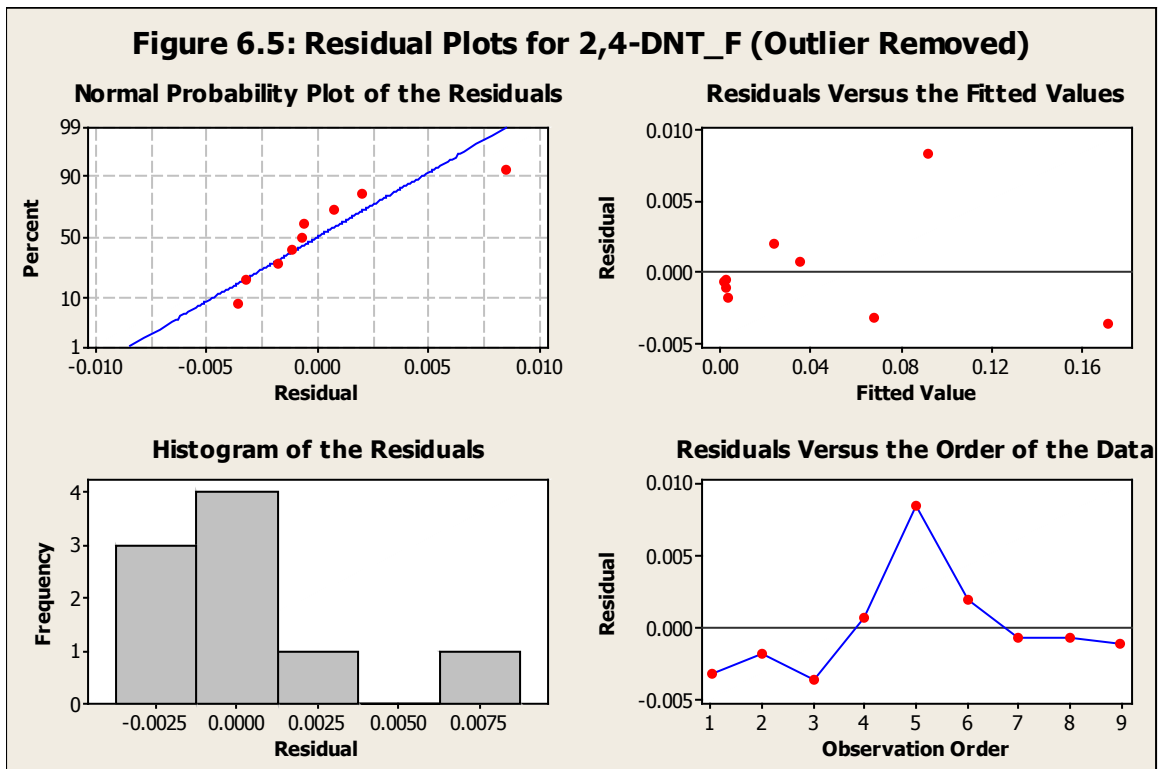 Figure 6.5: Residual Plots for 2,4-DNT_F (Outlier Removed)
Normal Probability Plot of the Residuals
99
90
50
10
1
Percent
-0.010 -0.005 0.000 0.005 0.010
Residual
Residuals Versus the Fitted Values
0.010
0.005
0.000
-0.005
Residual
0.00 0.04 0.08 0.12 0.16
Fitted Value
Histogram of the Residuals
4
3
2
1
0
Frequency
-0.0025 0.0000 0.0025 0.0050 0.0075
Residual
Residuals Versus the Order of the Data
0.010
0.005
0.000
-0.005
Residual
1 2 3 4 5 6 7 8 9
Observation Order